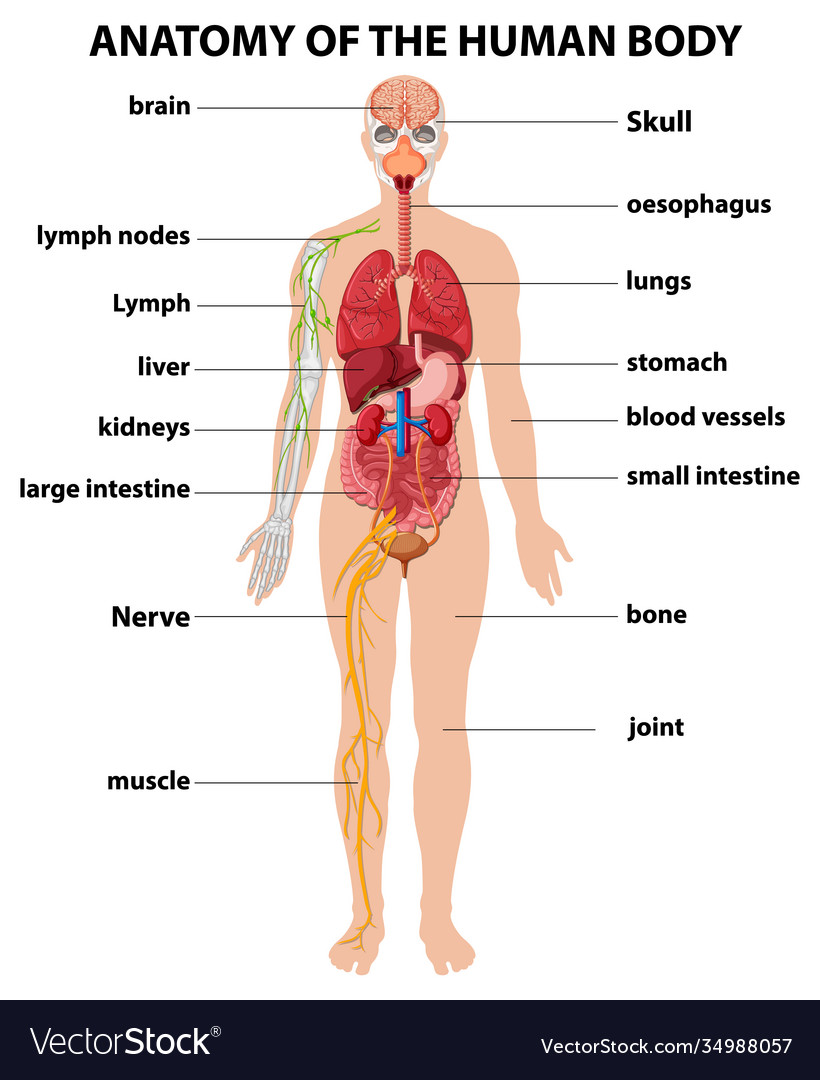 ANATOMY OF THE HUMAN BODY
brain
Skull
oesophagus
lymph nodes
lungs
Lymph
stomach
liver
blood vessels
kidneys
small intestine
large intestine
Nerve
bone
joint
muscle
VectorStock®
VectorStock.com/34988057